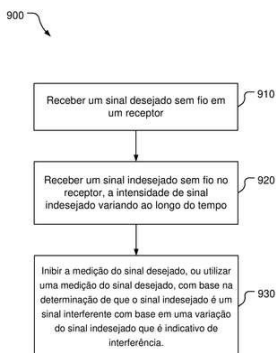 900
Receber um sinal desejado sem fio em
um receptor
910
Receber um sinal indesejado sem fio no
receptor, a intensidade de sinal
indesejado variando ao longo do tempo
920
Inibir a medição do sinal desejado, ou utilizar
uma medição do sinal desejado, com base na
determinação de que o sinal indesejado é um
sinal interferente com base em uma variação
do sinal indesejado que é indicativo de
interferência.
930